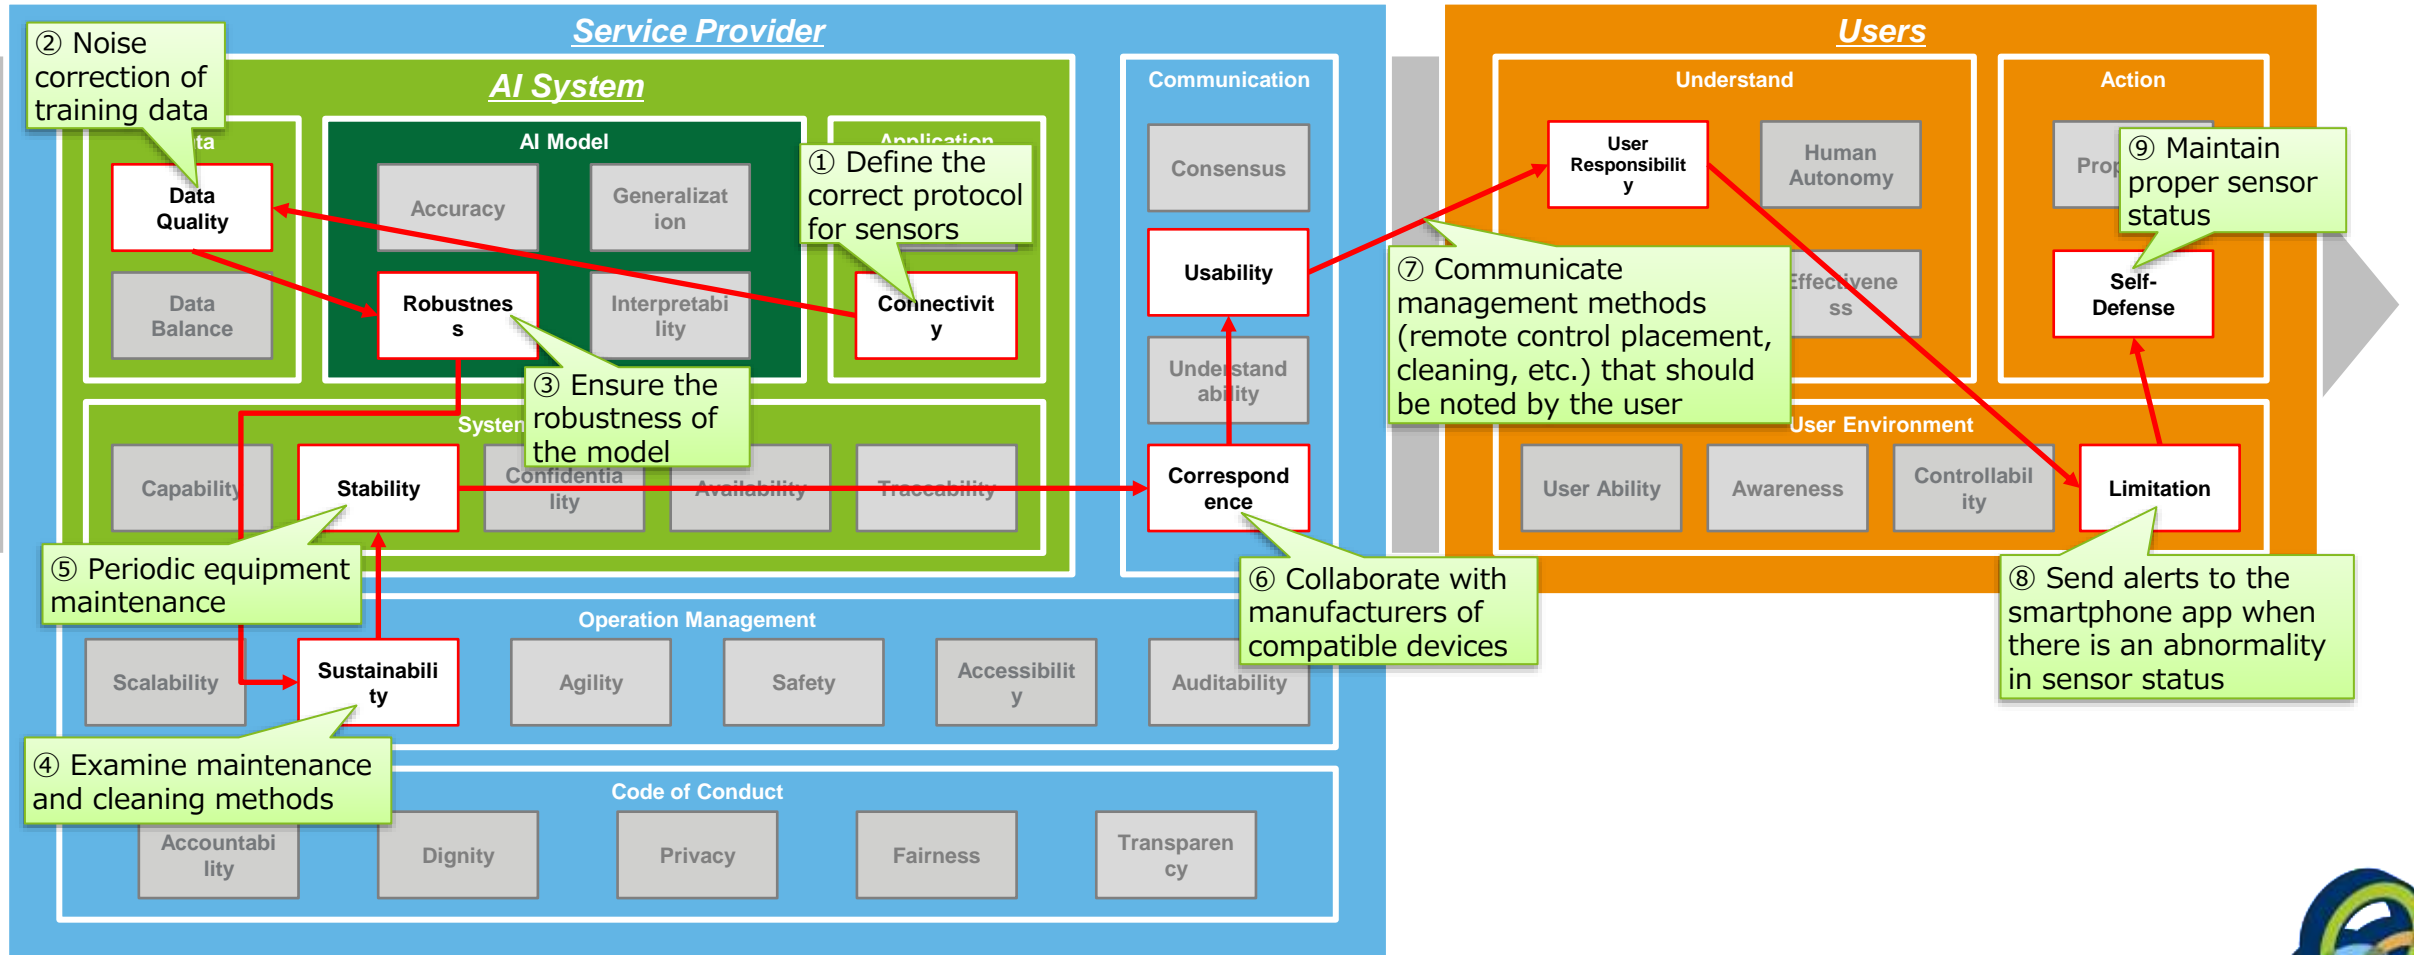 Service Provider
Users
② Noise
correction of
training data
AI System
Communication
Understand
Action
ta
AI Model
Application
Data
Quality
Accuracy
Generalizat
ion
① Define the
correct protocol
for sensors
Consensus
User
Responsibilit
y
Human
Autonomy
Prop
⑨ Maintain
proper sensor
status
Data
Balance
Robustnes
s
Interpretabi
lity
Connectivit
y
Usability
⑦ Communicate
management methods
(remote control placement,
cleaning, etc.) that should
be noted by the user
Effectivene
ss
Self-
Defense
③ Ensure the
robustness of
the model
Understand
ability
System
User Environment
Capability
Stability
Confidentia
lity
Availability
Traceability
Correspond
ence
User Ability
Awareness
Controllabil
ity
Limitation
⑤ Periodic equipment
maintenance
⑥ Collaborate with
manufacturers of
compatible devices
⑧ Send alerts to the
smartphone app when
there is an abnormality
in sensor status
Operation Management
Scalability
Sustainabili
ty
Agility
Safety
Accessibilit
y
Auditability
④ Examine maintenance
and cleaning methods
Code of Conduct
Accountabi
lity
Dignity
Privacy
Fairness
Transparen
cy